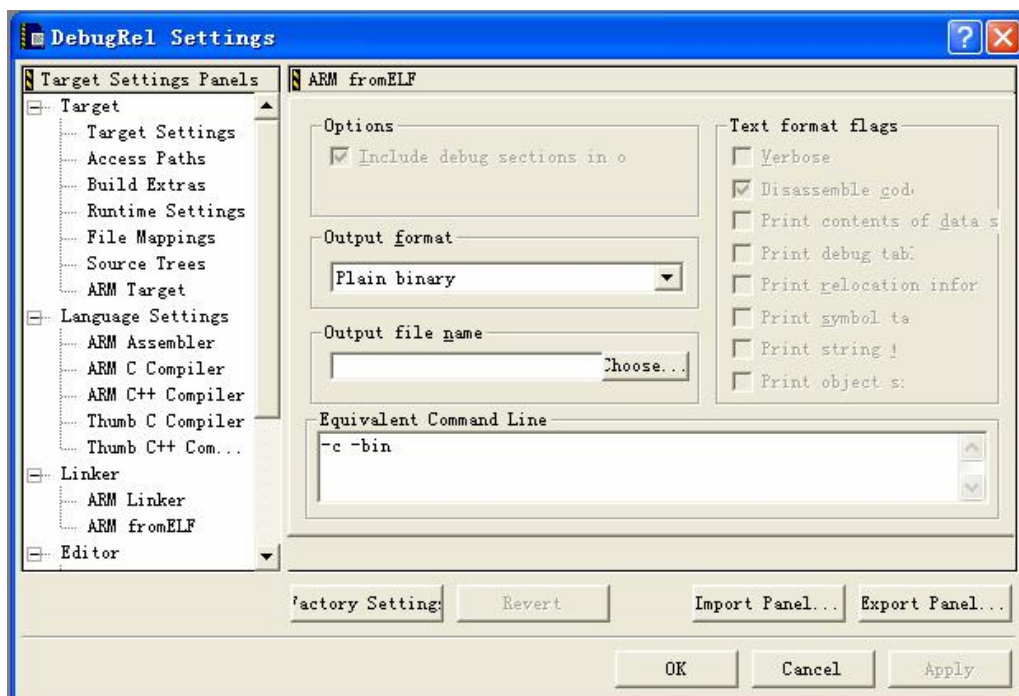 DebugRel Settings
Target Settings Panels
Target
Target Settings
Access Paths
Build Extras
Runtime Settings
File Mappings
Source Trees
ARM Target
Language Settings
ARM Assembler
ARM C Compiler
ARM C++ Compiler
Thumb C Compiler
Thumb C++ Com...
Linker
ARM Linker
ARM fromELF
Editor
ARM fromELF
Options
Include debug sections in o
Output format
Plain binary
Output file name
Choose...
Text format flags
Verbose
Disassemble cod
Print contents of data s
Print debug tab
Print relocation infor
Print symbol ta
Print string
Print object s
Equivalent Command Line
-c -bin
Factory Setting
Revert
Import Panel...
Export Panel...
OK
Cancel
Apply